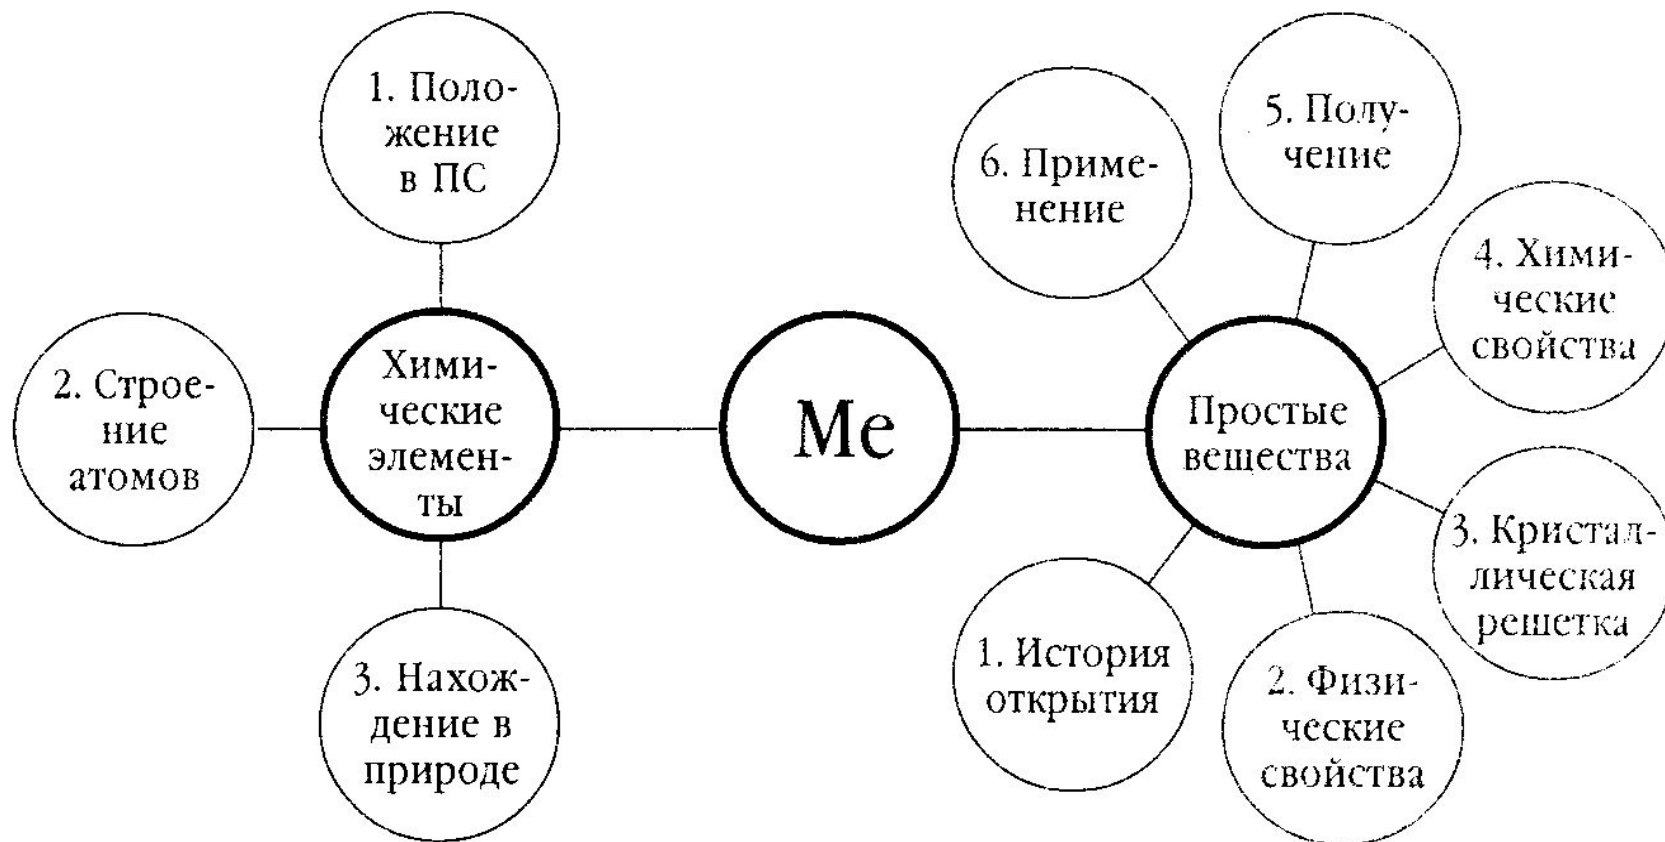 1. Поло-
жение
в ПС
2. Строе-
ние
атомов
Хими-
ческие
элемен-
ты
3. Нахож-
дение в
природе
Ме
Простые
вещества
1. История
открытия
2. Физи-
ческие
свойства
3. Кристал-
лическая
решетка
4. Хими-
ческие
свойства
5. Полу-
чение
6. Приме-
нение